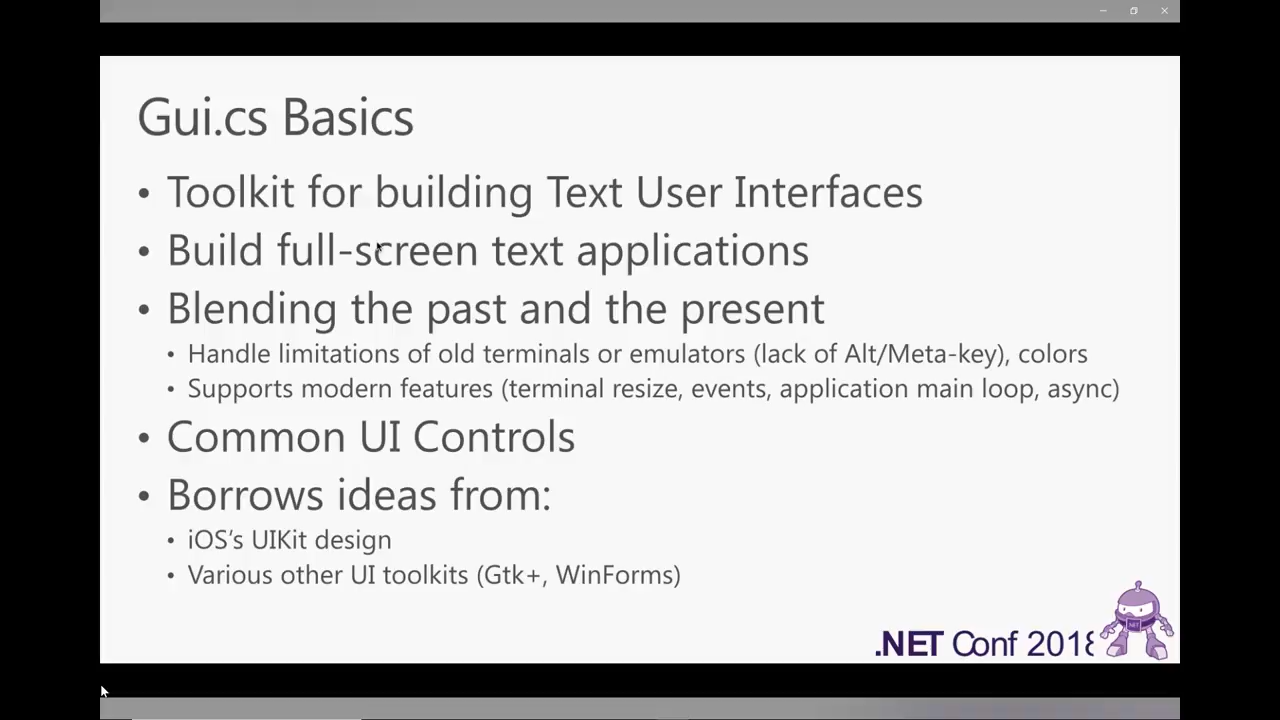 Gui.cs Basics
• Toolkit for building Text User Interfaces
• Build full-screen text applications
• Blending the past and the present
• Handle limitations of old terminals or emulators (lack of Alt/Meta-key), colors
• Supports modern features (terminal resize, events, application main loop, async)
• Common UI Controls
• Borrows ideas from:
• iOS’s UIKit design
• Various other UI toolkits (Gtk+, WinForms)
.NET Conf 2018